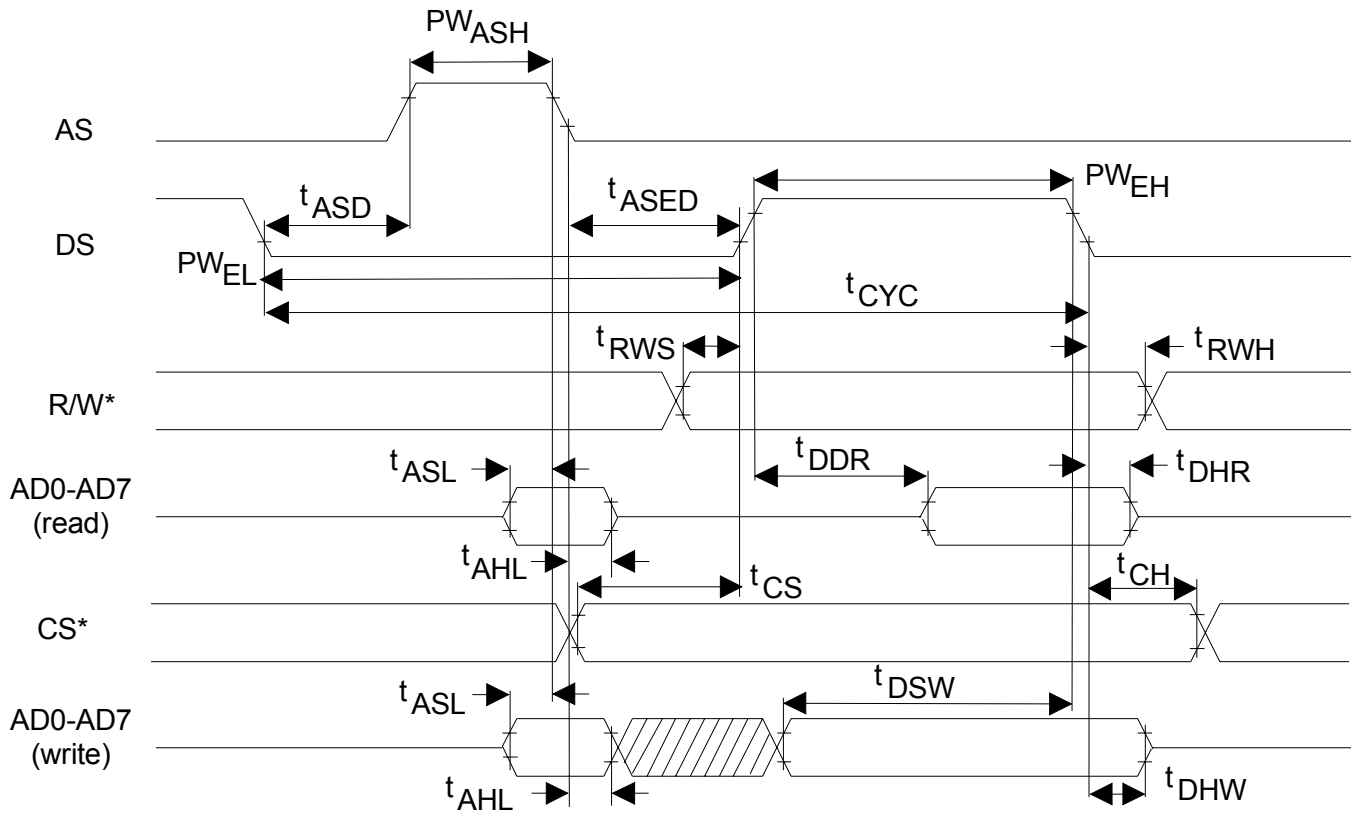 PWASH
AS
tASD
tASED
PWEH
DS
PWEL
tCYC
tRWS
tRWH
R/W*
tASL
tDDR
tDHR
AD0-AD7
(read)
tAHL
tCS
tCH
CS*
tASL
tDSW
AD0-AD7
(write)
tAHL
tDHW